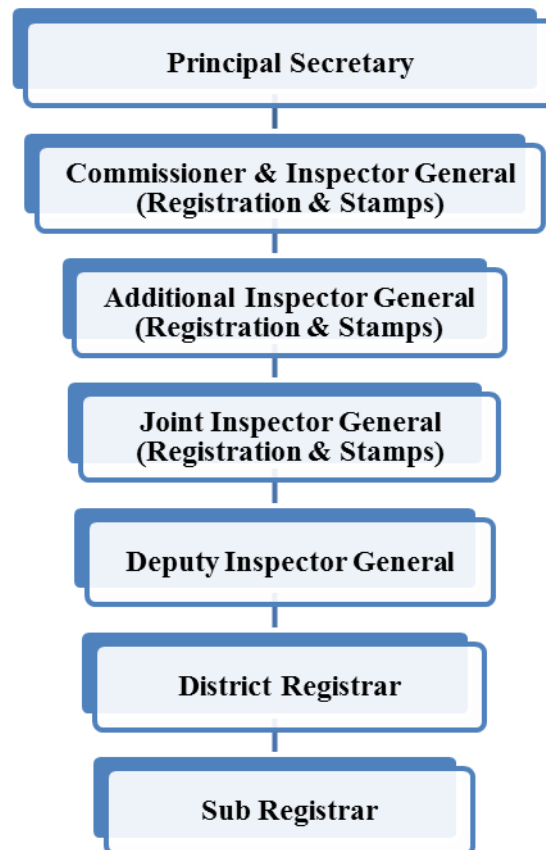 Principal Secretary
Commissioner & Inspector General
(Registration & Stamps)
Additional Inspector General
(Registration & Stamps)
Joint Inspector General
(Registration & Stamps)
Deputy Inspector General
District Registrar
Sub Registrar